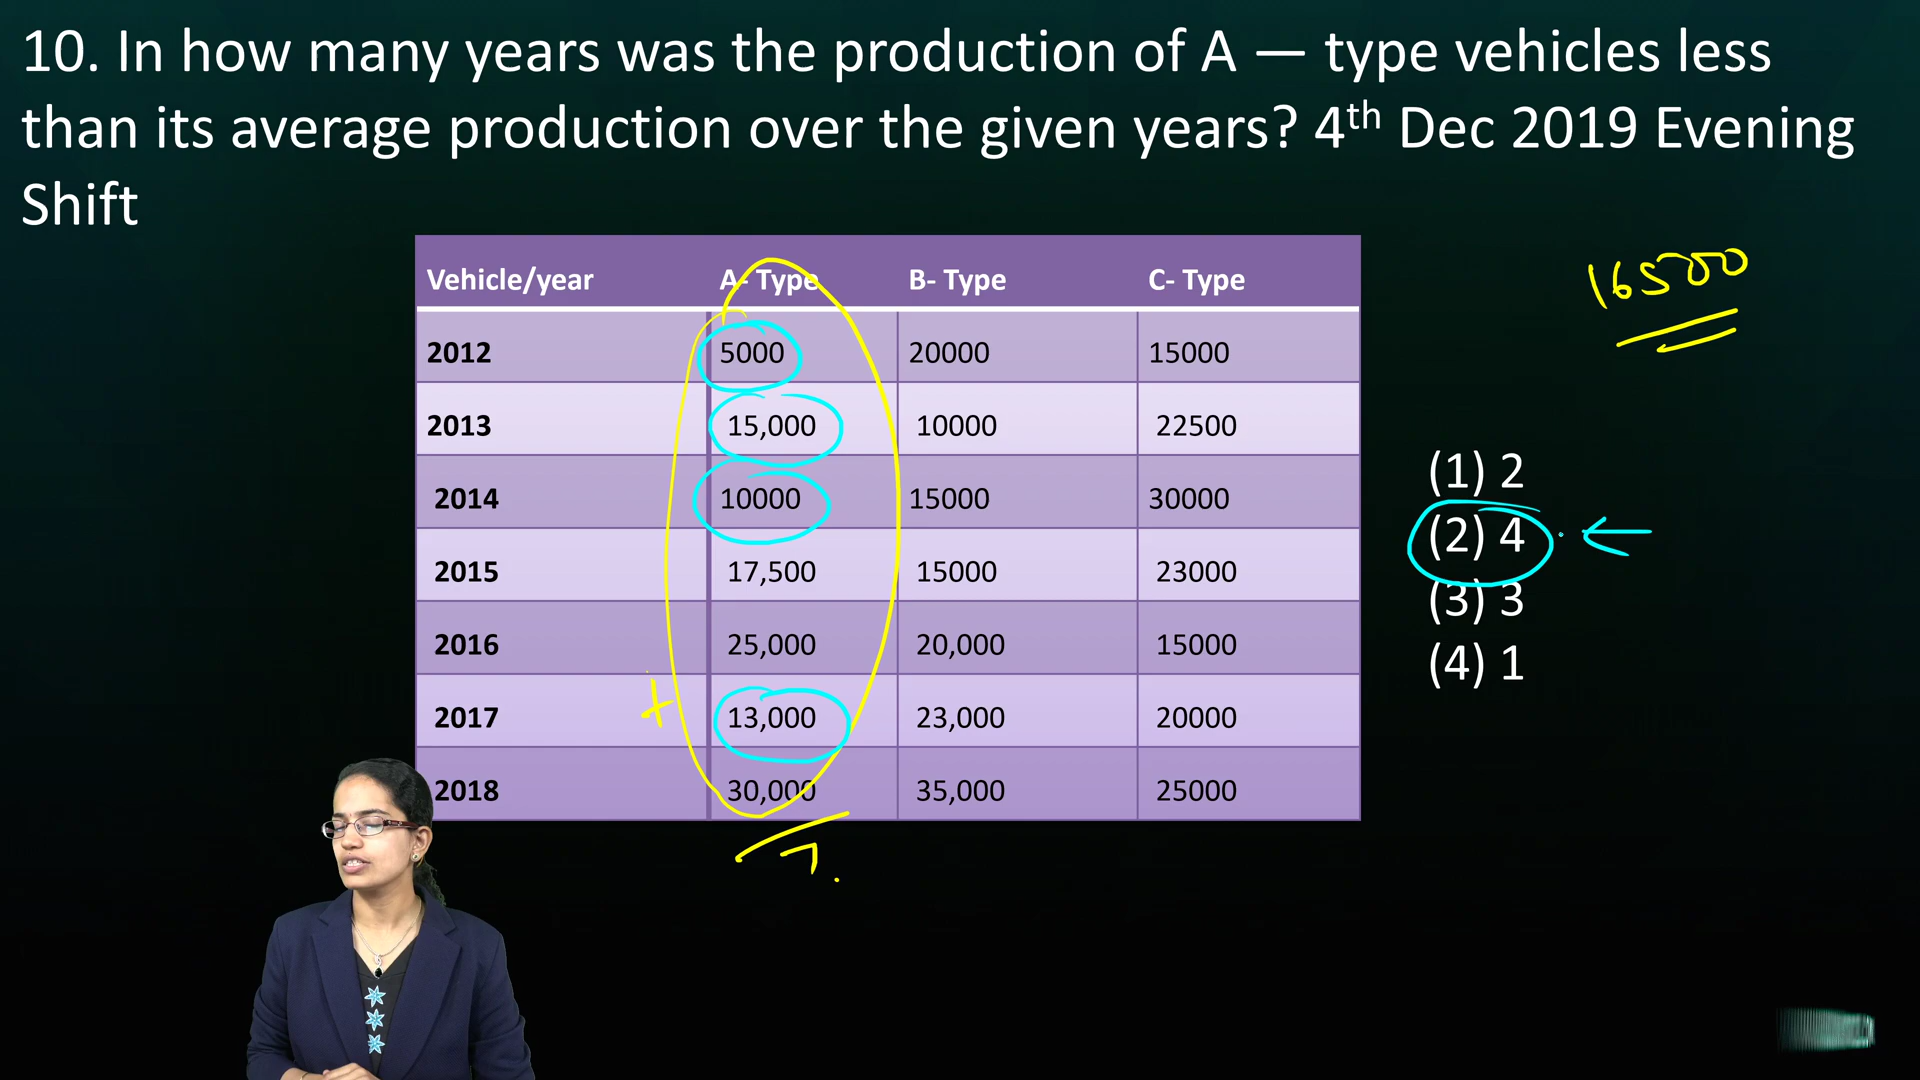 10. In how many years was the production of A — type vehicles less
than its average production over the given years? 4th Dec 2019 Evening
Shift
Vehicle/year A- Type B- Type C- Type
16500
2012 5000 20000 15000
2013 15,000 10000 22500
2014 10000 15000 30000
2015 17,500 15000 23000
2016 25,000 20,000 15000
2017 13,000 23,000 20000
2018 30,000 35,000 25000
(1) 2
(2) 4
(3) 3
(4) 1
+
7